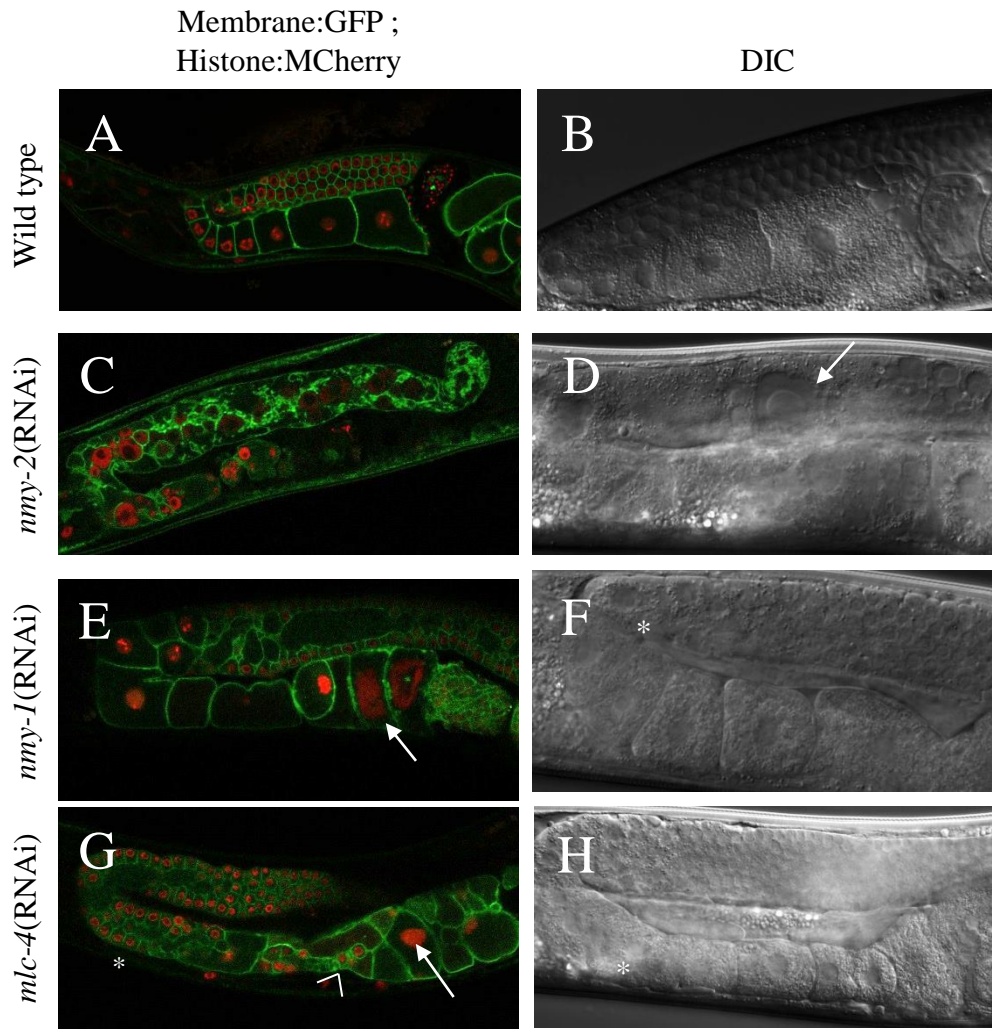 Membrane:GFP ;
Histone:MCherry
DIC
Wild type
A
B
nmy-2(RNAi)
C
D
nmy-1(RNAi)
E
F
*
mlc-4(RNAi)
G
*
H
*